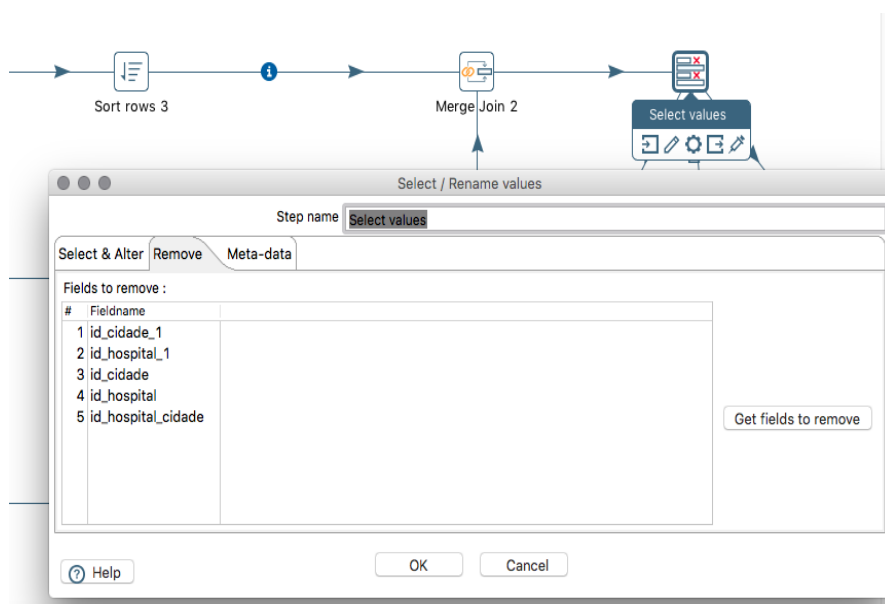 Sort rows 3
Merge Join 2
Select values
Select / Rename values
Step name Select values
Select & Alter Remove Meta-data
Fields to remove :
# Fieldname
1 id_cidade_1
2 id_hospital_1
3 id_cidade
4 id_hospital
5 id_hospital_cidade
Get fields to remove
Help OK Cancel